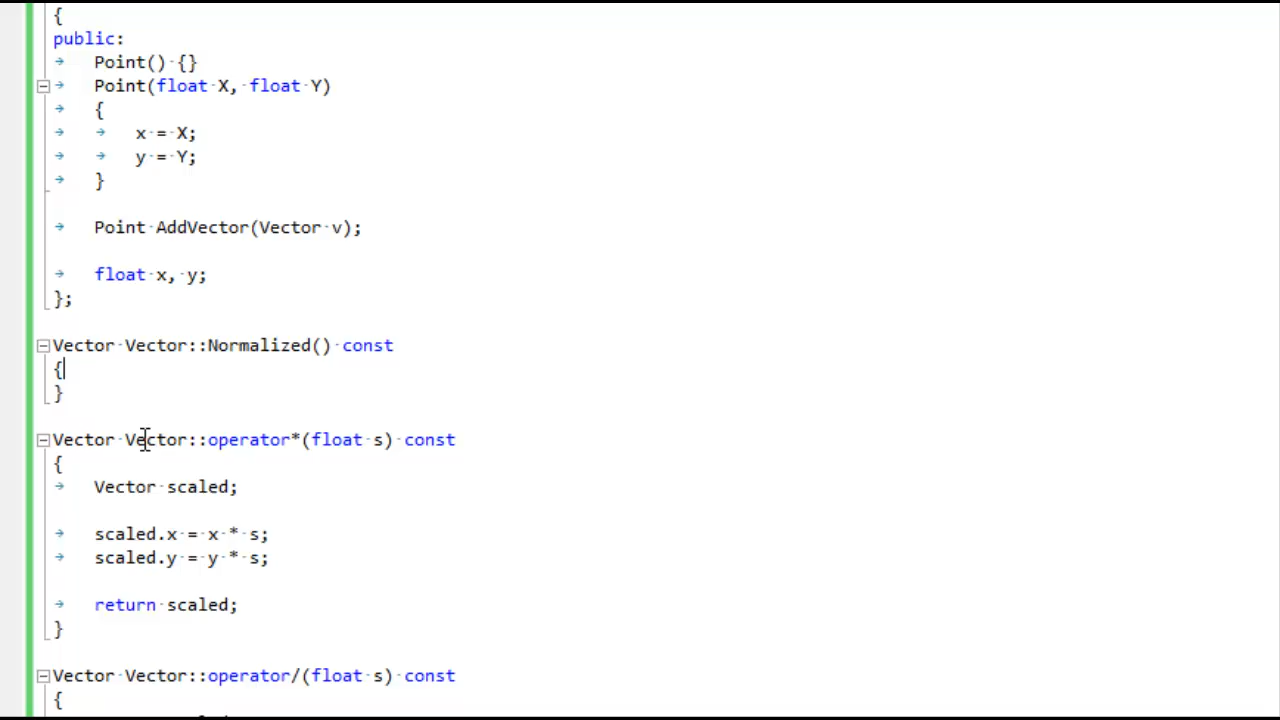 {
public:
Point() {}
Point(float X, float Y)
{
x = X;
y = Y;
}
Point AddVector(Vector v);
float x, y;
};
Vector Vector::Normalized() const
{
}
Vector Vector::operator*(float s) const
{
Vector scaled;
scaled.x = x * s;
scaled.y = y * s;
return scaled;
}
Vector Vector::operator/(float s) const
{